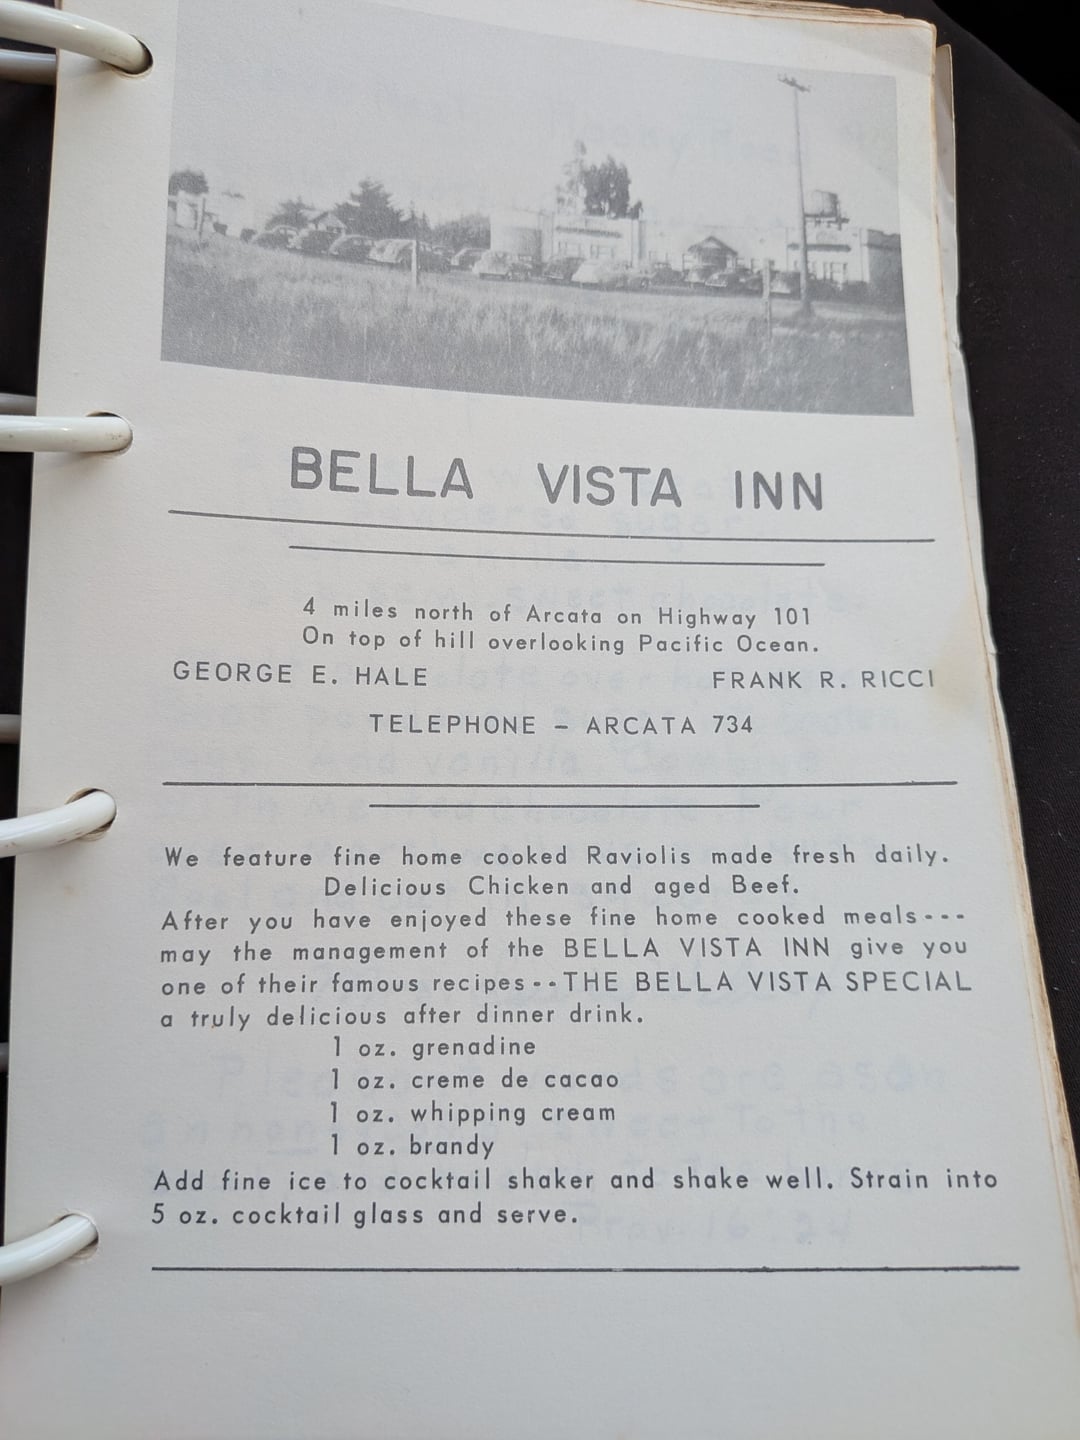 BELLA VISTA INN
4 miles north of Arcata on Highway 101
On top of hill overlooking Pacific Ocean.
GEORGE E. HALE FRANK R. RICCI
TELEPHONE – ARCATA 734
We feature fine home cooked Raviolis made fresh daily.
Delicious Chicken and aged Beef.
After you have enjoyed these fine home cooked meals---
may the management of the BELLA VISTA INN give you
one of their famous recipes--THE BELLA VISTA SPECIAL
a truly delicious after dinner drink.
1 oz. grenadine
1 oz. creme de cacao
1 oz. whipping cream
1 oz. brandy
Add fine ice to cocktail shaker and shake well. Strain into
5 oz. cocktail glass and serve.